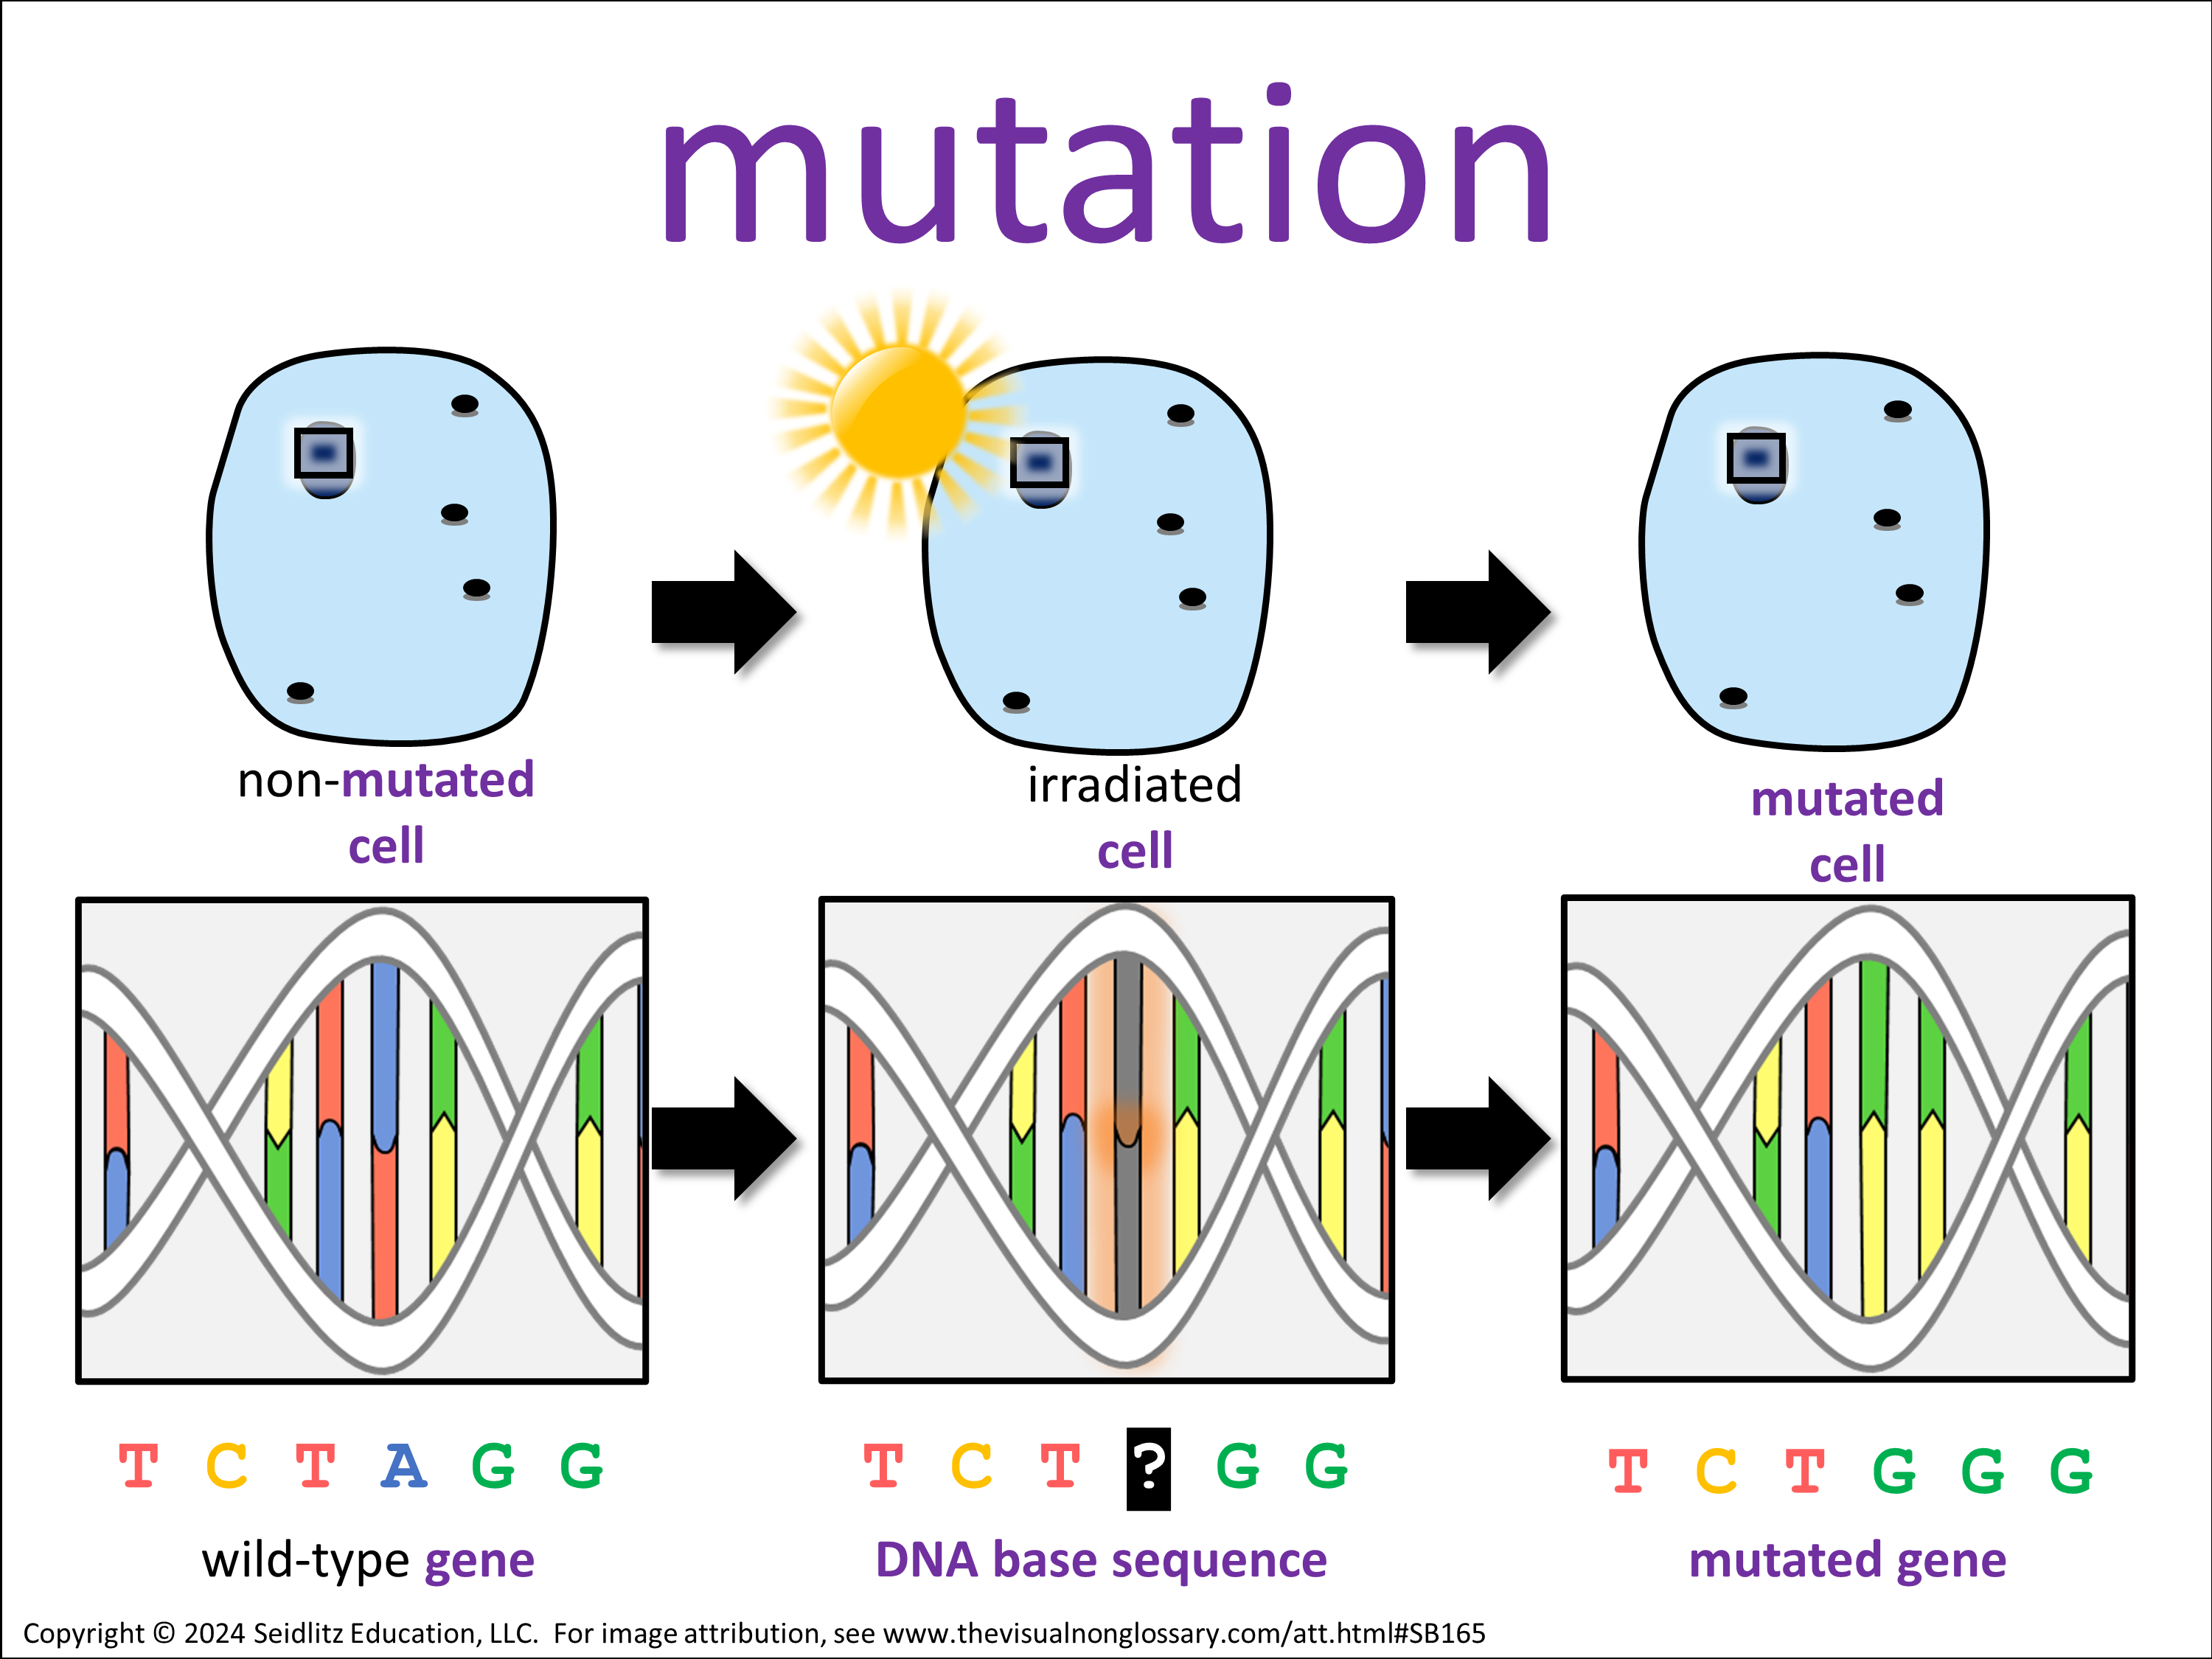 mutation
non-mutated
cell
irradiated
cell
mutated
cell
T C T A G G
T C T ? G G
T C T G G G
wild-type gene
DNA base sequence
mutated gene
Copyright © 2024 Seidlitz Education, LLC.  For image attribution, see www.thevisualnonglossary.com/att.html#SB165